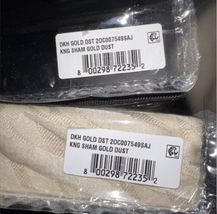 DKH GOLD DST 2OC007549SAJ
KNG SHAM GOLD DUST
8 00298 72235 2
DKH GOLD DST 2OC007549SAJ
KNG SHAM GOLD DUST
8 00298 72235 2